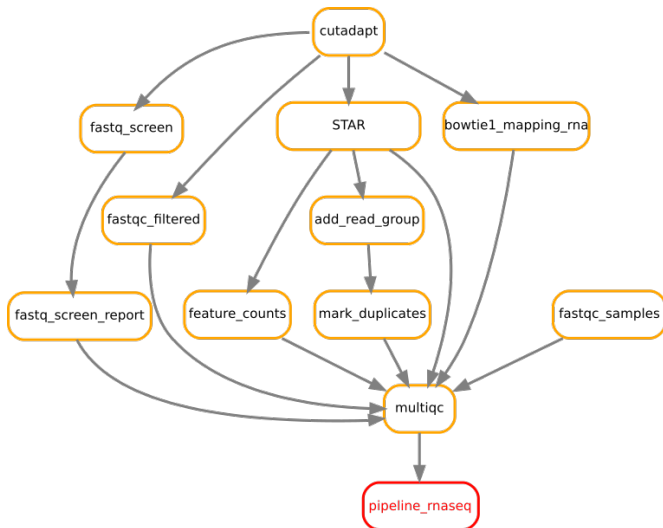 cutadapt
fastq_screen
STAR
bowtie1_mapping_rna
fastqc_filtered
add_read_group
fastq_screen_report
feature_counts
mark_duplicates
fastqc_samples
multiqc
pipeline_rnaseq